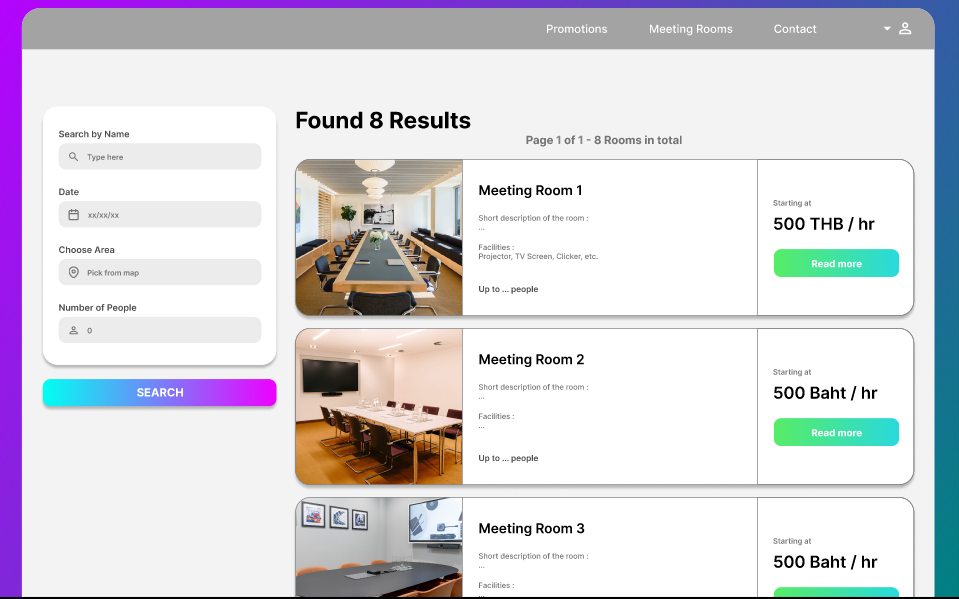 Promotions
Meeting Rooms
Contact
Search by Name
Type here
Date
xx/xx/xx
Choose Area
Pick from map
Number of People
0
SEARCH
Found 8 Results
Page 1 of 1 - 8 Rooms in total
Meeting Room 1
Short description of the room :
...
Facilities :
Projector, TV Screen, Clicker, etc.
Up to ... people
Starting at
500 THB / hr
Read more
Meeting Room 2
Short description of the room :
...
Facilities :
...
Up to ... people
Starting at
500 Baht / hr
Read more
Meeting Room 3
Short description of the room :
...
Facilities :
Starting at
500 Baht / hr